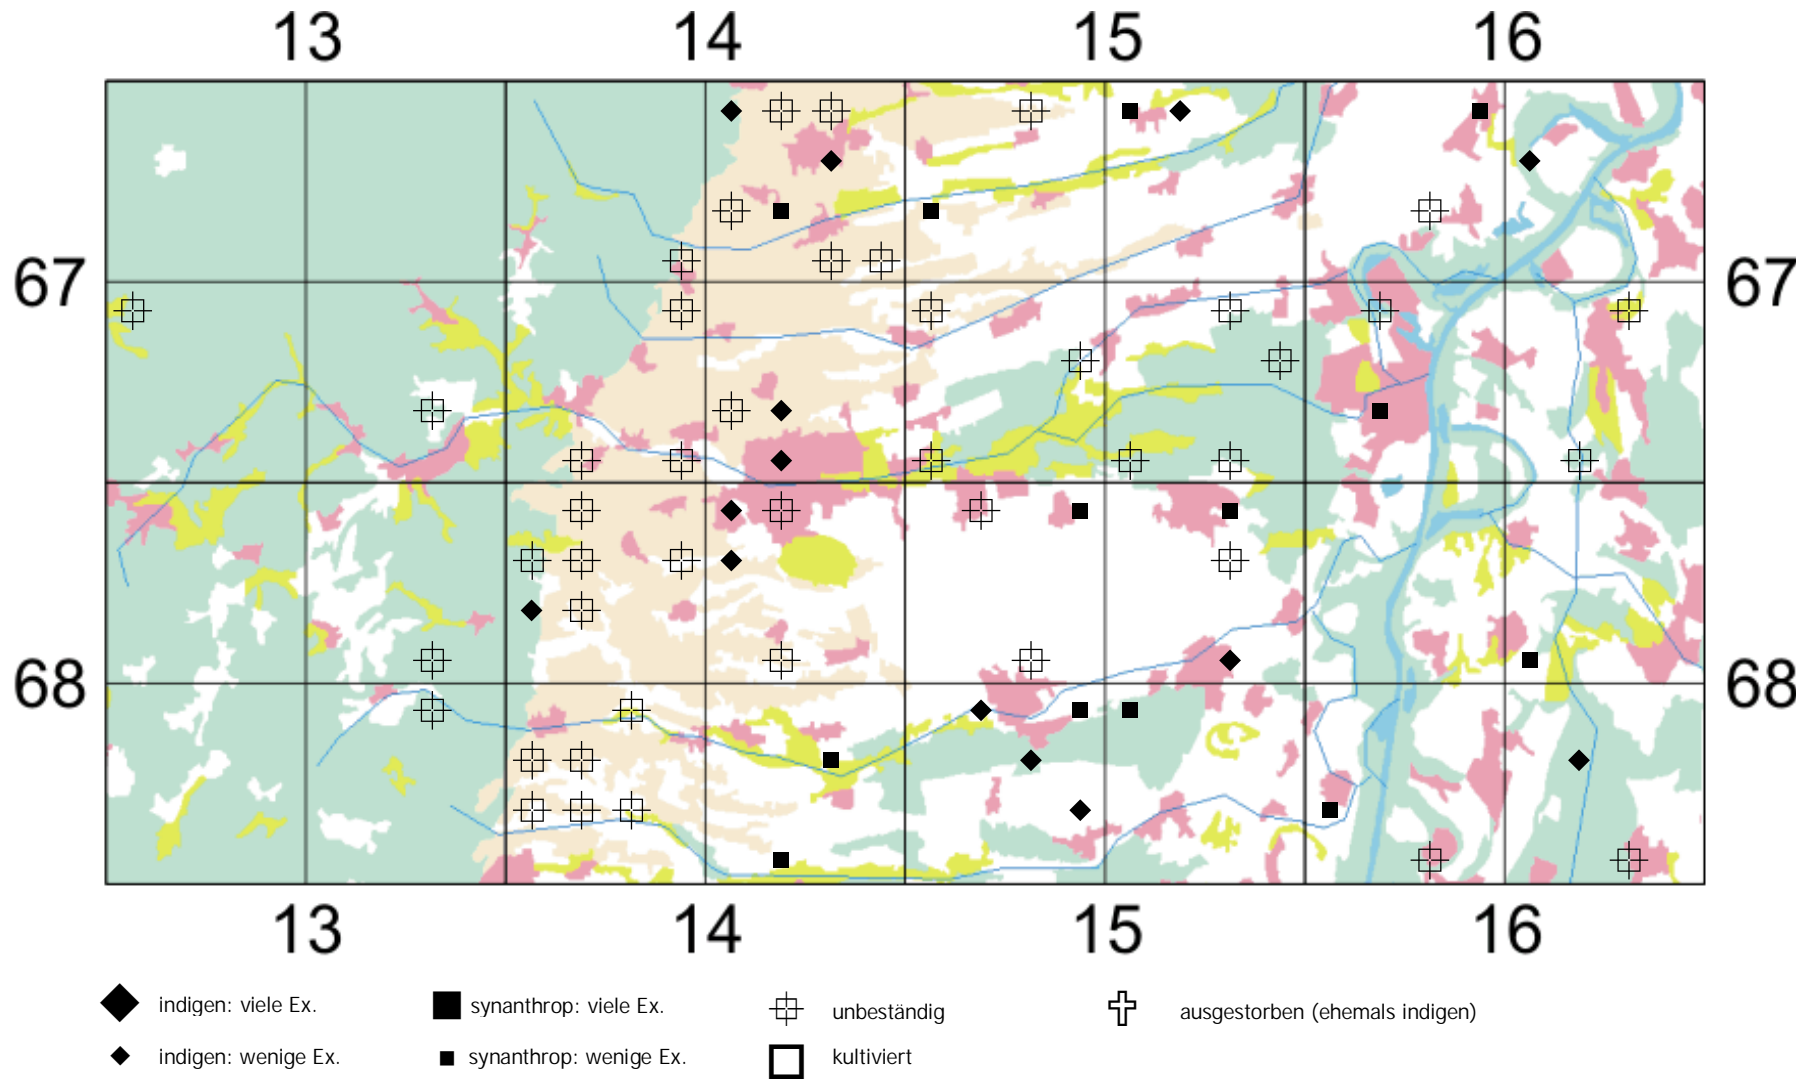 13 14 15 16
67 67
68 68
13 14 15 16
indigen: viele Ex. synanthrop: viele Ex. unbeständig ausgestorben (ehemals indigen)
indigen: wenige Ex. synanthrop: wenige Ex. kultiviert